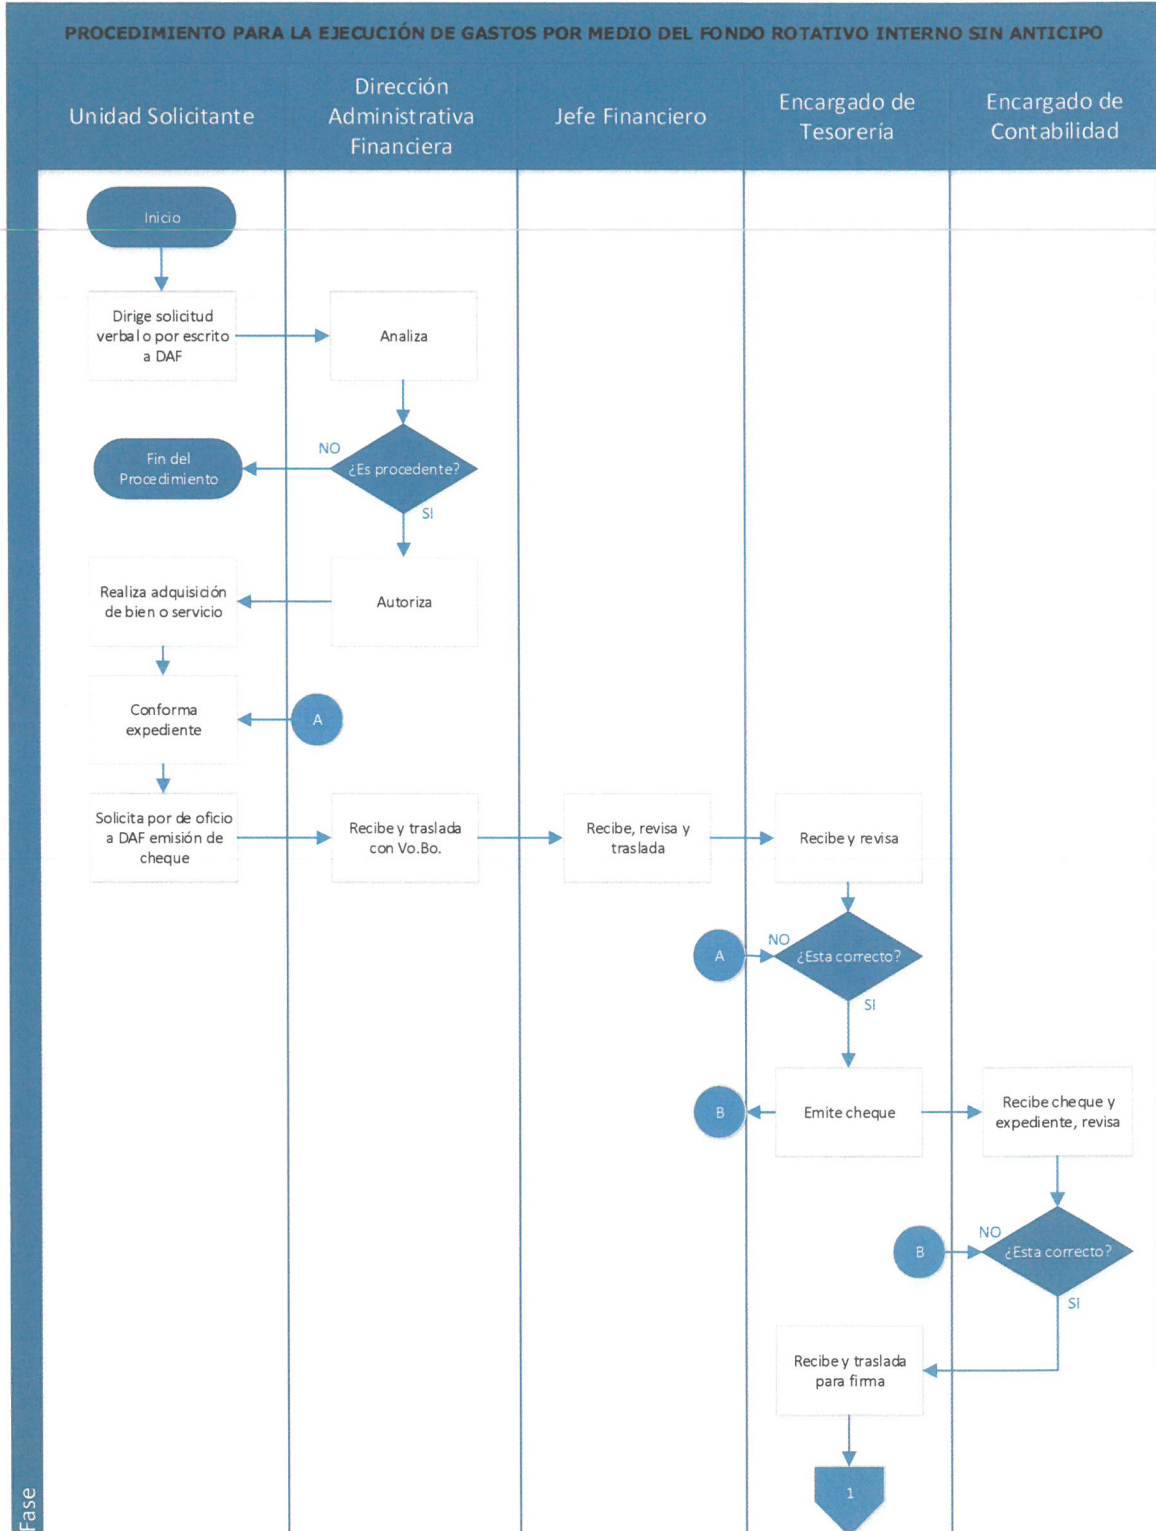 PROCEDIMIENTO PARA LA EJECUCIÓN DE GASTOS POR MEDIO DEL FONDO ROTATIVO INTERNO SIN ANTICIPO
Unidad Solicitante
Dirección
Administrativa
Financiera
Jefe Financiero
Encargado de
Tesorería
Encargado de
Contabilidad
Inicio
Dirige solicitud
verbal o por escrito
a DAF
Analiza
Fin del
Procedimiento
NO
¿Es procedente?
SI
Realiza adquisición
de bien o servicio
Autoriza
Conforma
expediente
A
Solicita por de oficio
a DAF emisión de
cheque
Recibe y traslada
con Vo.Bo.
Recibe, revisa y
traslada
Recibe y revisa
A
NO
¿Esta correcto?
SI
B
Emite cheque
Recibe cheque y
expediente, revisa
B
NO
¿Esta correcto?
SI
Recibe y traslada
para firma
1
Fase